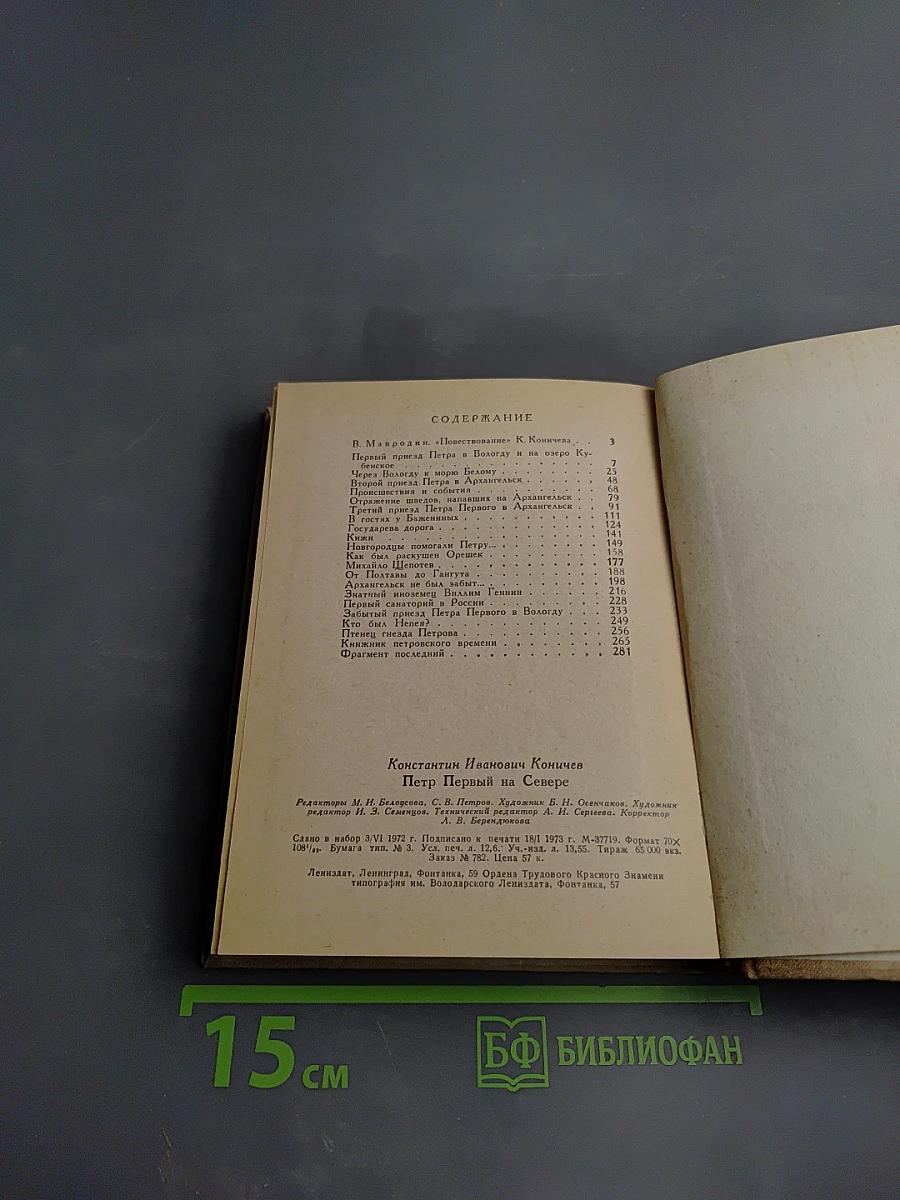 СОДЕРЖАНИЕ
В. Мавродин. «Повествование» К. Коничева . . 3
Первый приезд Петра в Вологду и на озеро Ку-
бенское . . . . . . . . . . . . . . . 7
Через Вологду к морю Белому . . . . . . . 25
Второй приезд Петра в Архангельск . . . . . 48
Происшествия и события . . . . . . . . . 68
Отражение шведов, напавших на Архангельск . . 79
Третий приезд Петра Первого в Архангельск . . 91
В гостях у Бажениных . . . . . . . . . . 111
Государева дорога . . . . . . . . . . . . 124
Кижи . . . . . . . . . . . . . . . . 141
Новгородцы помогали Петру... . . . . . . . 149
Как был раскушен Орешек . . . . . . . . 158
Михайло Щепотев . . . . . . . . . . . . 177
От Полтавы до Гангута . . . . . . . . . 188
Архангельск не был забыт... . . . . . . . . 198
Знатный иноземец Виллим Геннин . . . . . . 216
Первый санаторий в России . . . . . . . . 228
Забытый приезд Петра Первого в Вологду . . . 233
Кто был Непея? . . . . . . . . . . . . 249
Птенец гнезда Петрова . . . . . . . . . . 256
Книжник петровского времени . . . . . . . 265
Фрагмент последний . . . . . . . . . . . 281
Константин Иванович Коничев
Петр Первый на Севере
Редакторы М. И. Белоусова, С. В. Петров. Художник Б. Н. Осенчаков. Художник
редактор И. З. Семенцов. Технический редактор А. И. Сергеева. Корректор
Л. В. Берендюкова
Сдано в набор 3/VI 1972 г. Подписано к печати 18/I 1973 г. М-37719. Формат 70×
108¹/₃₂. Бумага тип. № 3. Усл. печ. л. 12,6. Уч.-изд. л. 13,55. Тираж 65 000 экз.
Заказ № 782. Цена 57 к.
Лениздат, Ленинград, Фонтанка, 59 Ордена Трудового Красного Знамени
типография им. Володарского Лениздата, Фонтанка, 57
15 см
БФ БИБЛИОФАН